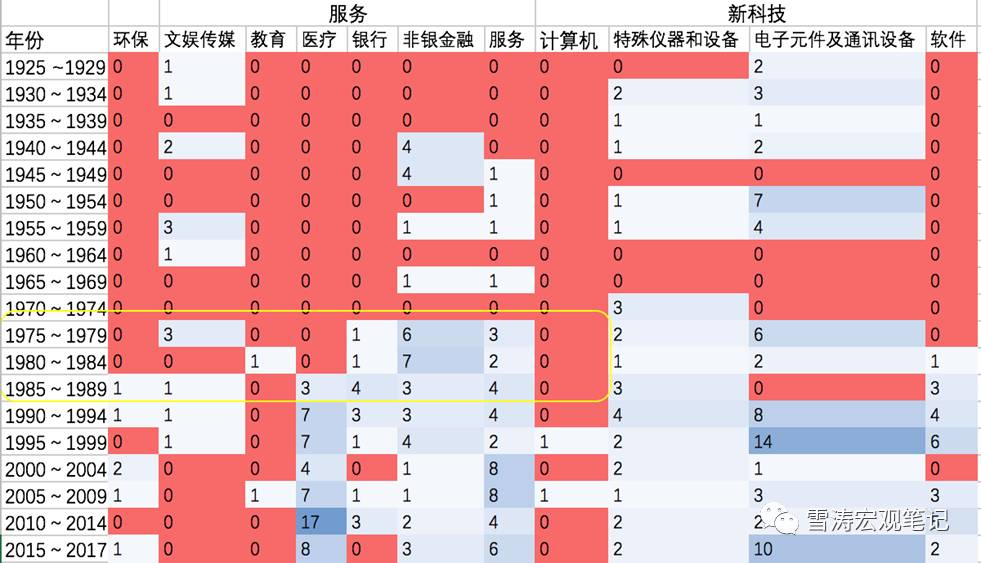 服务 新科技
年份 环保 文娱传媒 教育 医疗 银行 非银金融 服务 计算机 特殊仪器和设备 电子元件及通讯设备 软件
1925 ~1929 0 1 0 0 0 0 0 0 0 2 0
1930 ~ 1934 0 1 0 0 0 0 0 0 2 3 0
1935 ~ 1939 0 0 0 0 0 0 0 0 1 1 0
1940 ~ 1944 0 2 0 0 0 4 0 0 1 2 0
1945 ~ 1949 0 0 0 0 0 4 1 0 0 0 0
1950 ~ 1954 0 0 0 0 0 0 1 0 1 7 0
1955 ~ 1959 0 3 0 0 0 1 1 0 1 4 0
1960 ~ 1964 0 1 0 0 0 0 0 0 0 0 0
1965 ~ 1969 0 0 0 0 0 1 1 0 0 0 0
1970 ~ 1974 0 0 0 0 0 0 0 0 3 0 0
1975 ~ 1979 0 3 0 0 1 6 3 0 2 6 0
1980 ~ 1984 0 0 1 0 1 7 2 0 1 2 1
1985 ~ 1989 1 1 0 3 4 3 4 0 3 0 3
1990 ~ 1994 1 1 0 7 3 3 4 0 4 8 4
1995 ~ 1999 0 1 0 7 1 4 2 1 2 14 6
2000 ~ 2004 2 0 0 4 0 1 8 0 2 1 0
2005 ~ 2009 1 0 1 7 1 1 8 1 1 3 3
2010 ~ 2014 0 0 0 17 3 2 4 0 2 2
2015 ~ 2017 1 0 0 8 0 3 6 0 2 10 2
雪涛宏观笔记